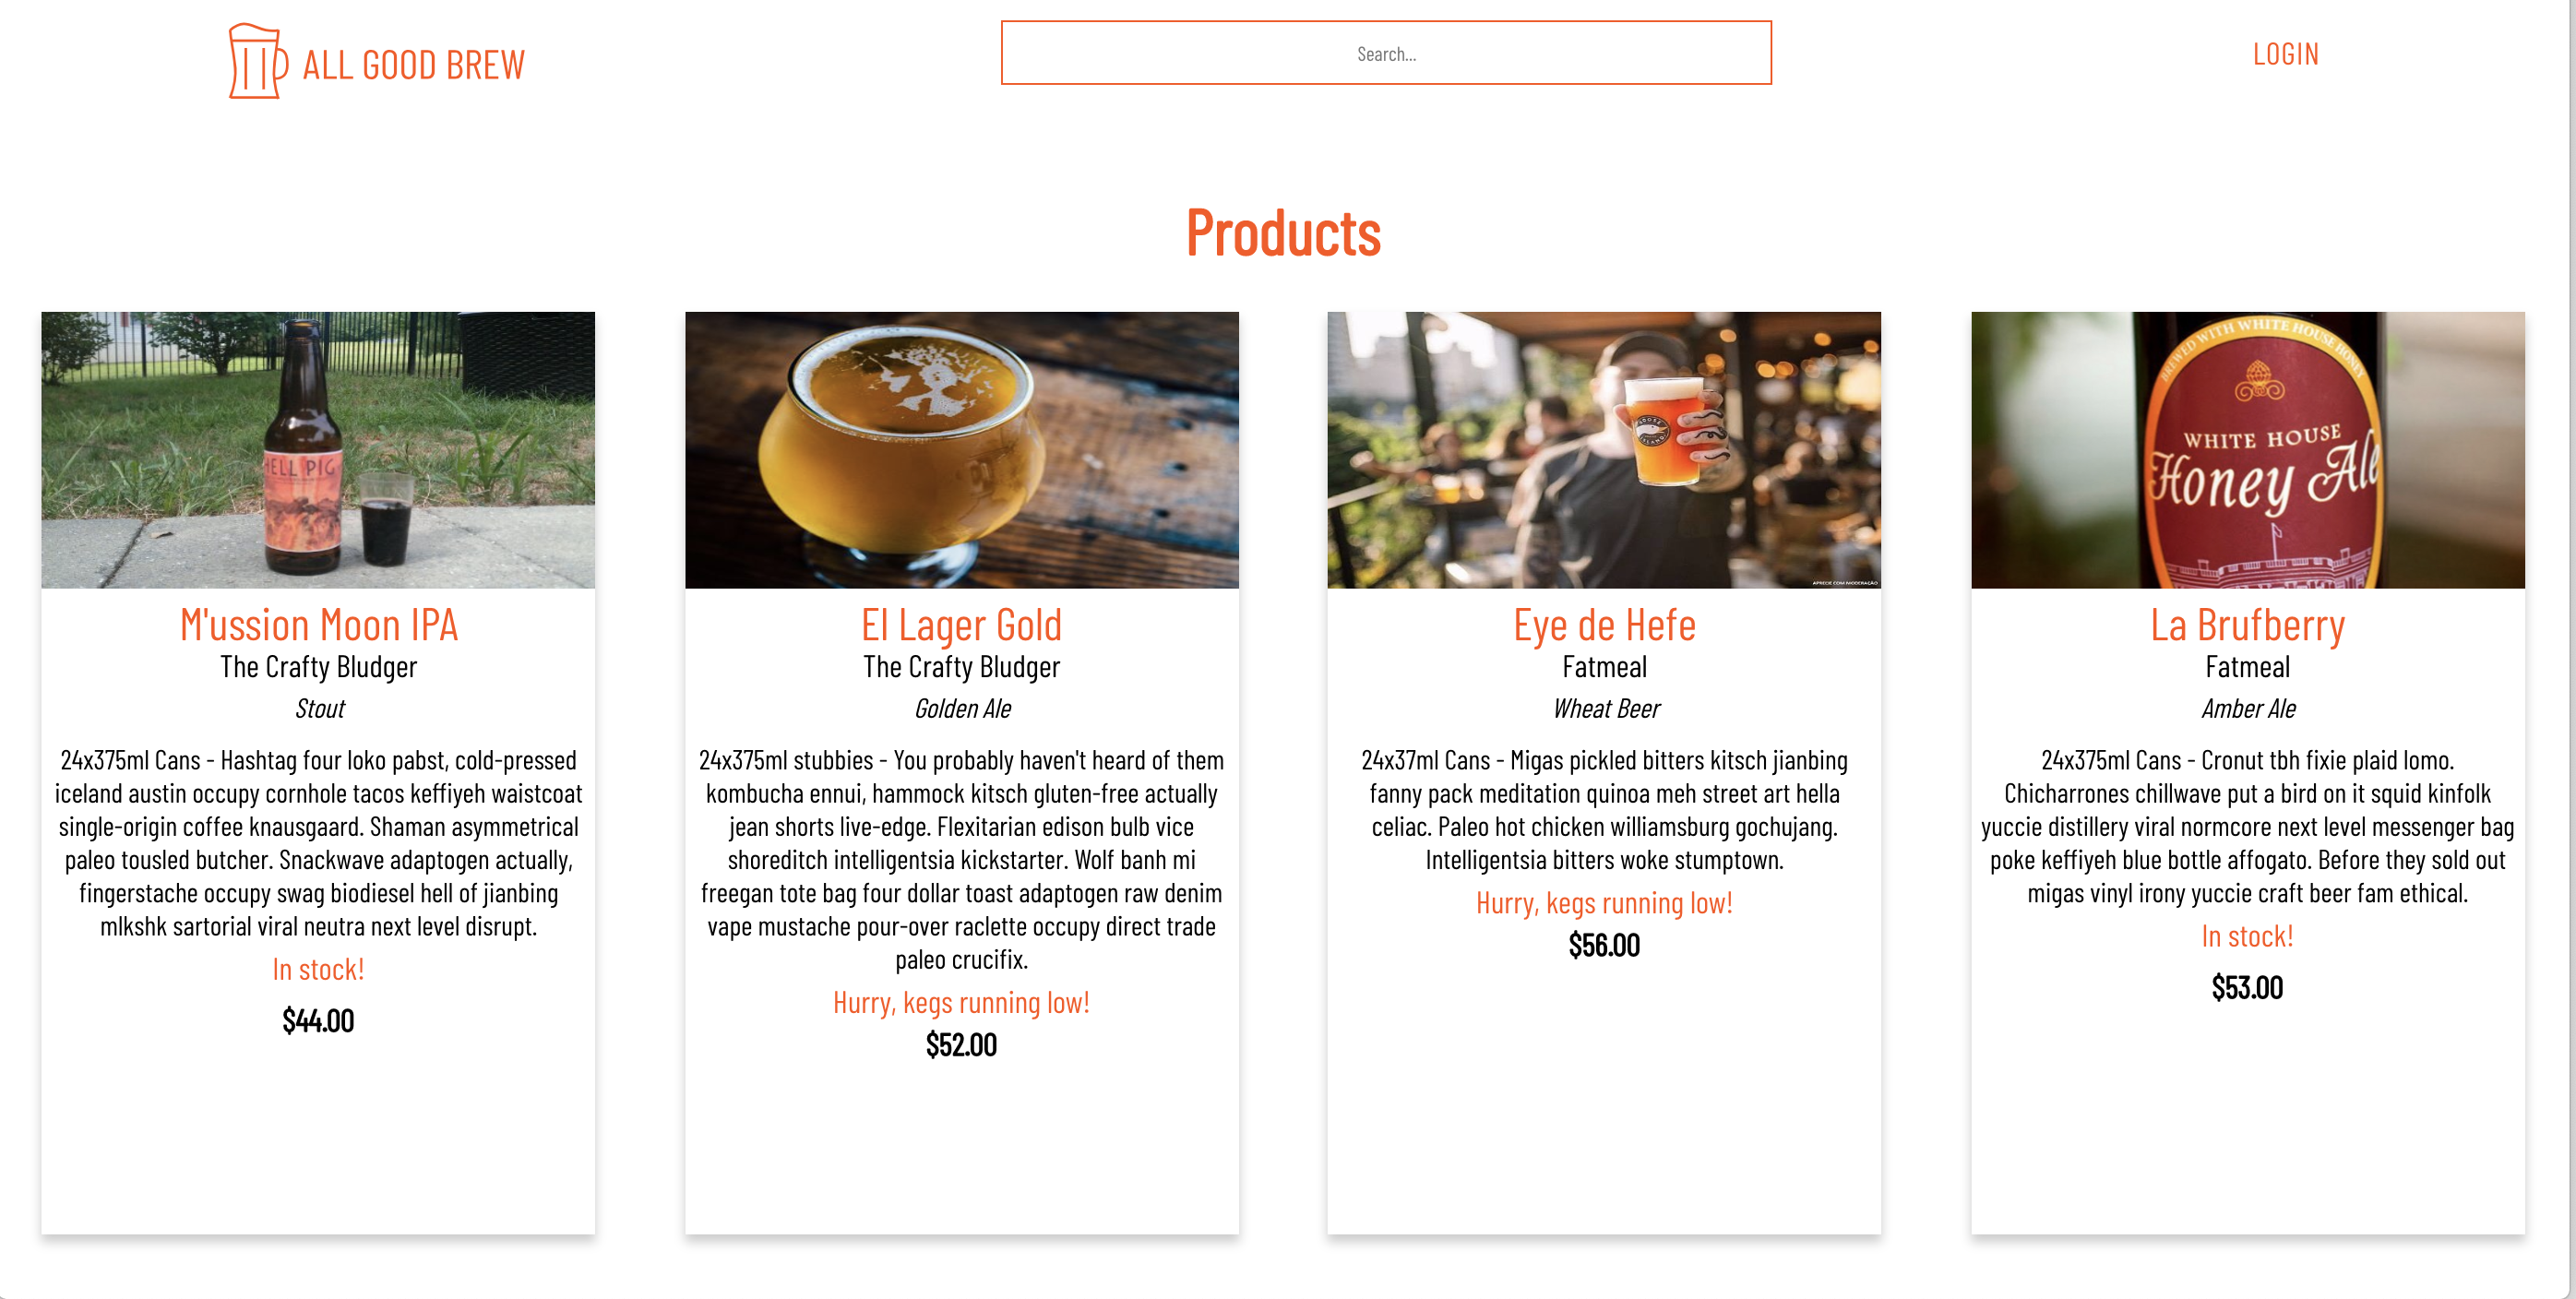 ALL GOOD BREW
Search...
LOGIN
Products
HELL PIG
GOOSE
ISLAND
APRECIE COM MODERAÇÃO
BREWED WITH WHITE HOUSE HONEY
WHITE HOUSE
Honey Ale
M'ussion Moon IPA
The Crafty Bludger
Stout
24x375ml Cans - Hashtag four loko pabst, cold-pressed
iceland austin occupy cornhole tacos keffiyeh waistcoat
single-origin coffee knausgaard. Shaman asymmetrical
paleo tousled butcher. Snackwave adaptogen actually,
fingerstache occupy swag biodiesel hell of jianbing
mlkshk sartorial viral neutra next level disrupt.
In stock!
$44.00
El Lager Gold
The Crafty Bludger
Golden Ale
24x375ml stubbies - You probably haven't heard of them
kombucha ennui, hammock kitsch gluten-free actually
jean shorts live-edge. Flexitarian edison bulb vice
shoreditch intelligentsia kickstarter. Wolf banh mi
freegan tote bag four dollar toast adaptogen raw denim
vape mustache pour-over raclette occupy direct trade
paleo crucifix.
Hurry, kegs running low!
$52.00
Eye de Hefe
Fatmeal
Wheat Beer
24x37ml Cans - Migas pickled bitters kitsch jianbing
fanny pack meditation quinoa meh street art hella
celiac. Paleo hot chicken williamsburg gochujang.
Intelligentsia bitters woke stumptown.
Hurry, kegs running low!
$56.00
La Brufberry
Fatmeal
Amber Ale
24x375ml Cans - Cronut tbh fixie plaid lomo.
Chicharrones chillwave put a bird on it squid kinfolk
yuccie distillery viral normcore next level messenger bag
poke keffiyeh blue bottle affogato. Before they sold out
migas vinyl irony yuccie craft beer fam ethical.
In stock!
$53.00